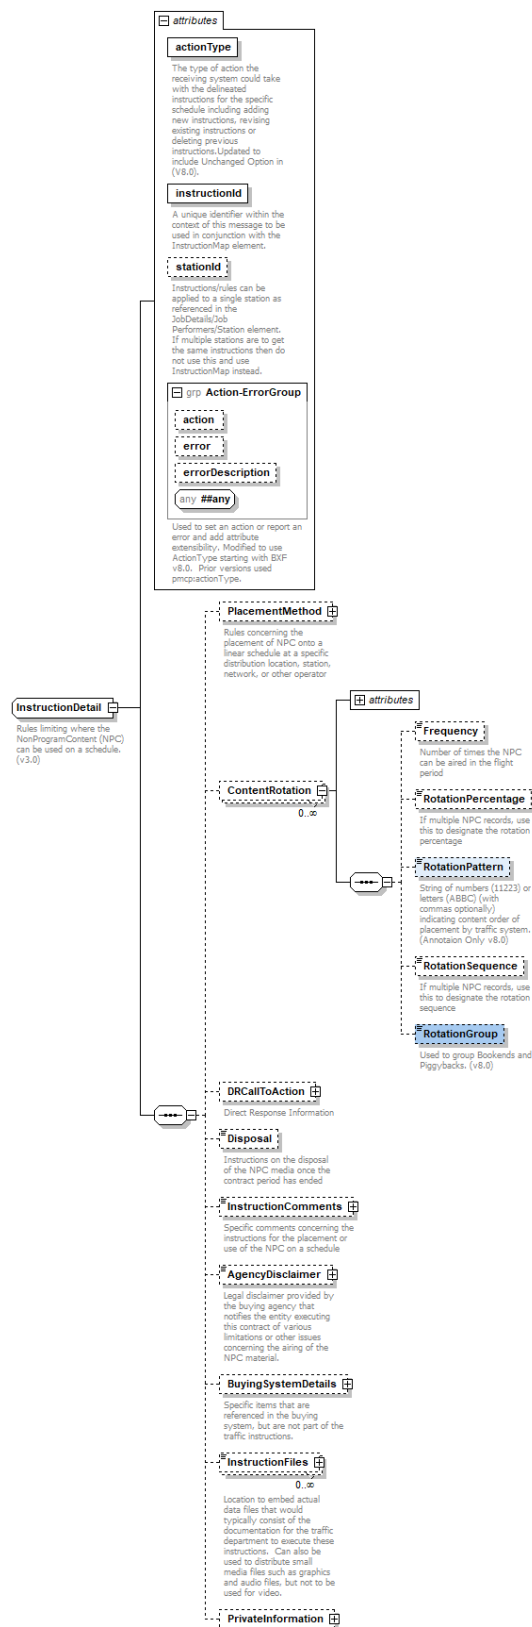 attributes
actionType
The type of action the
receiving system could take
with the delineated
instructions for the specific
schedule including adding
new instructions, revising
existing instructions or
deleting previous
instructions.Updated to
include Unchanged Option in
(V8.0).
instructionId
A unique identifier within the
context of this message to be
used in conjunction with the
InstructionMap element.
stationId
Instructions/rules can be
applied to a single station as
referenced in the
JobDetails/Job
Performers/Station element.
If multiple stations are to get
the same instructions then do
not use this and use
InstructionMap instead.
grp Action-ErrorGroup
action
error
errorDescription
any ##any
Used to set an action or report an
error and add attribute
extensibility. Modified to use
ActionType starting with BXF
v8.0. Prior versions used
pmcp:actionType.
InstructionDetail
Rules limiting where the
NonProgramContent (NPC)
can be used on a schedule.
(v3.0)
PlacementMethod
Rules concerning the
placement of NPC onto a
linear schedule at a specific
distribution location, station,
network, or other operator
ContentRotation
0..∞
attributes
Frequency
Number of times the NPC
can be aired in the flight
period
RotationPercentage
If multiple NPC records, use
this to designate the rotation
percentage
RotationPattern
String of numbers (11223) or
letters (ABBC) (with
commas optionally)
indicating content order of
placement by traffic system.
(Annotaion Only v8.0)
RotationSequence
If multiple NPC records, use
this to designate the rotation
sequence
RotationGroup
Used to group Bookends and
Piggybacks. (v8.0)
DRCallToAction
Direct Response Information
Disposal
Instructions on the disposal
of the NPC media once the
contract period has ended
InstructionComments
Specific comments concerning the
instructions for the placement or
use of the NPC on a schedule
AgencyDisclaimer
Legal disclaimer provided by
the buying agency that
notifies the entity executing
this contract of various
limitations or other issues
concerning the airing of the
NPC material.
BuyingSystemDetails
Specific items that are
referenced in the buying
system, but are not part of the
traffic instructions.
InstructionFiles
0..∞
Location to embed actual
data files that would
typically consist of the
documentation for the traffic
department to execute these
instructions. Can also be
used to distribute small
media files such as graphics
and audio files, but not to be
used for video.
PrivateInformation